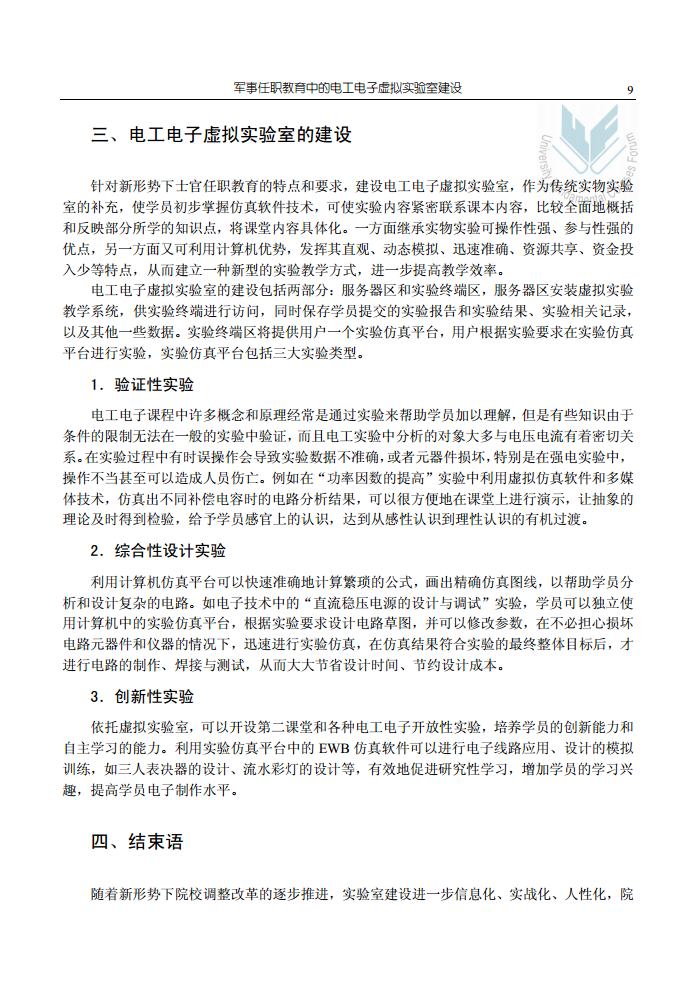 军事任职教育中的电工电子虚拟实验室建设 9
三、电工电子虚拟实验室的建设
针对新形势下士官任职教育的特点和要求，建设电工电子虚拟实验室，作为传统实物实验
室的补充，使学员初步掌握仿真软件技术，可使实验内容紧密联系课本内容，比较全面地概括
和反映部分所学的知识点，将课堂内容具体化。一方面继承实物实验可操作性强、参与性强的
优点，另一方面又可利用计算机优势，发挥其直观、动态模拟、迅速准确、资源共享、资金投
入少等特点，从而建立一种新型的实验教学方式，进一步提高教学效率。
电工电子虚拟实验室的建设包括两部分：服务器区和实验终端区，服务器区安装虚拟实验
教学系统，供实验终端进行访问，同时保存学员提交的实验报告和实验结果、实验相关记录，
以及其他一些数据。实验终端区将提供用户一个实验仿真平台，用户根据实验要求在实验仿真
平台进行实验，实验仿真平台包括三大实验类型。
1．验证性实验
电工电子课程中许多概念和原理经常是通过实验来帮助学员加以理解，但是有些知识由于
条件的限制无法在一般的实验中验证，而且电工实验中分析的对象大多与电压电流有着密切关
系。在实验过程中有时误操作会导致实验数据不准确，或者元器件损坏，特别是在强电实验中，
操作不当甚至可以造成人员伤亡。例如在“功率因数的提高”实验中利用虚拟仿真软件和多媒
体技术，仿真出不同补偿电容时的电路分析结果，可以很方便地在课堂上进行演示，让抽象的
理论及时得到检验，给予学员感官上的认识，达到从感性认识到理性认识的有机过渡。
2．综合性设计实验
利用计算机仿真平台可以快速准确地计算繁琐的公式，画出精确仿真图线，以帮助学员分
析和设计复杂的电路。如电子技术中的“直流稳压电源的设计与调试”实验，学员可以独立使
用计算机中的实验仿真平台，根据实验要求设计电路草图，并可以修改参数，在不必担心损坏
电路元器件和仪器的情况下，迅速进行实验仿真，在仿真结果符合实验的最终整体目标后，才
进行电路的制作、焊接与测试，从而大大节省设计时间、节约设计成本。
3．创新性实验
依托虚拟实验室，可以开设第二课堂和各种电工电子开放性实验，培养学员的创新能力和
自主学习的能力。利用实验仿真平台中的 EWB 仿真软件可以进行电子线路应用、设计的模拟
训练，如三人表决器的设计、流水彩灯的设计等，有效地促进研究性学习，增加学员的学习兴
趣，提高学员电子制作水平。
四、结束语
随着新形势下院校调整改革的逐步推进，实验室建设进一步信息化、实战化、人性化，院